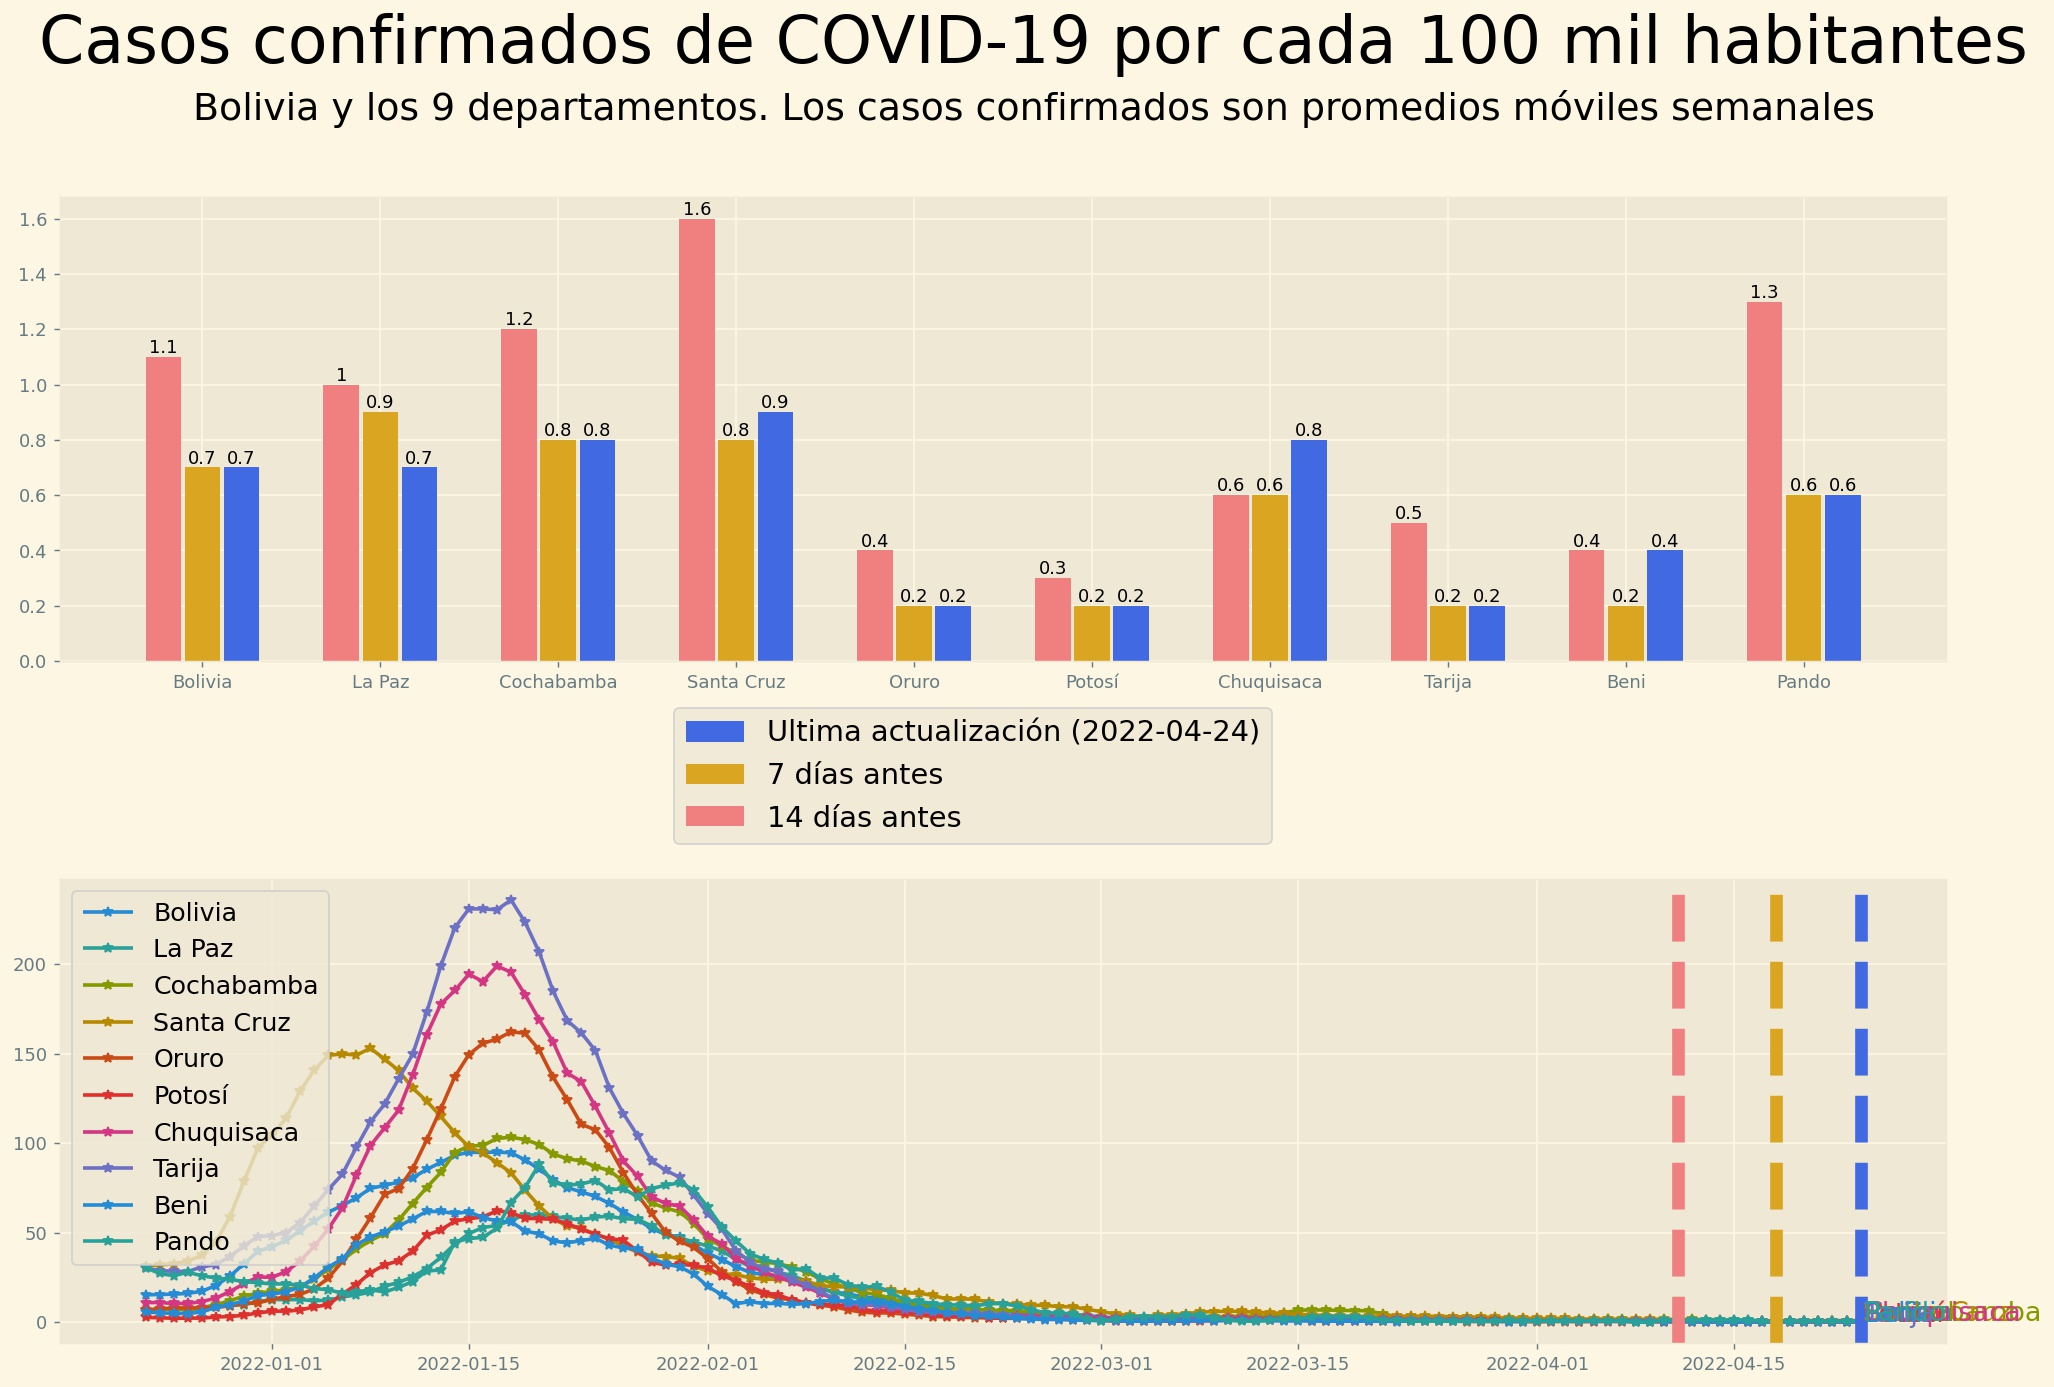 Casos confirmados de COVID-19 por cada 100 mil habitantes
Bolivia y los 9 departamentos. Los casos confirmados son promedios móviles semanales
1.6
1.4
1.2
1.0
0.8
0.6
0.4
0.2
0.0
1.1 0.7 0.7
1 0.9 0.7
1.2 0.8 0.8
1.6 0.8 0.9
0.4 0.2 0.2
0.3 0.2 0.2
0.6 0.6 0.8
0.5 0.2 0.2
0.4 0.2 0.4
1.3 0.6 0.6
Bolivia La Paz Cochabamba Santa Cruz Oruro Potosí Chuquisaca Tarija Beni Pando
Ultima actualización (2022-04-24)
7 días antes
14 días antes
200
150
100
50
0
Bolivia
La Paz
Cochabamba
Santa Cruz
Oruro
Potosí
Chuquisaca
Tarija
Beni
Pando
2022-01-01 2022-01-15 2022-02-01 2022-02-15 2022-03-01 2022-03-15 2022-04-01 2022-04-15